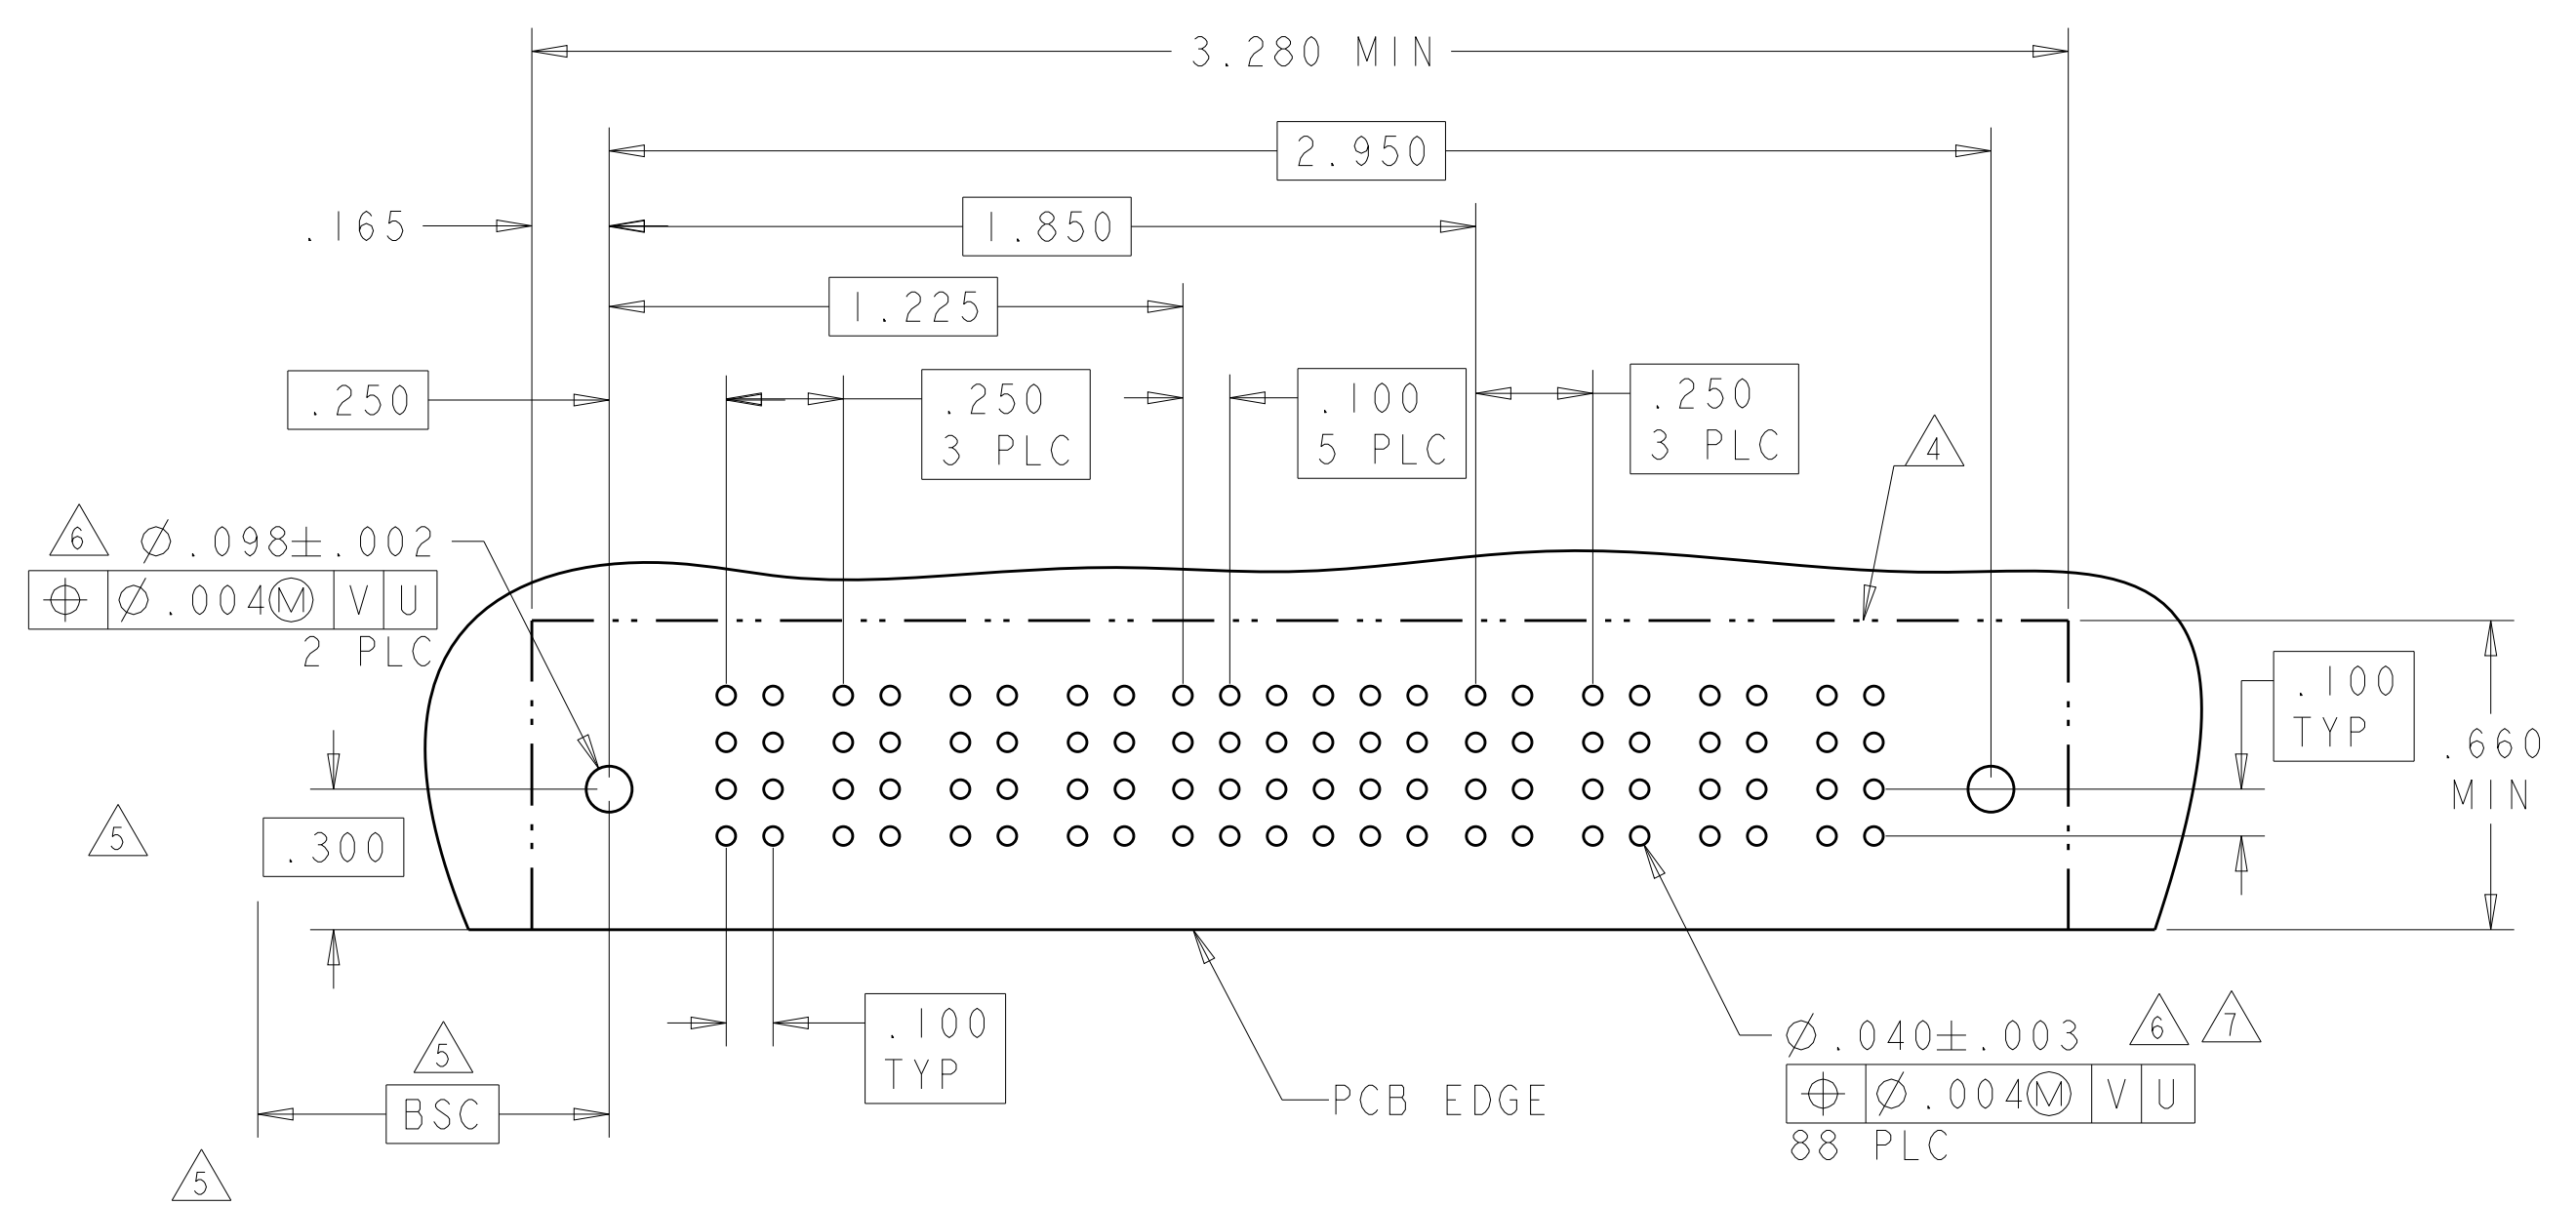 3.280 MIN
2.950
.165
1.850
1.225
.250
.250
3 PLC
.100
5 PLC
.250
3 PLC
4
6 ⌀.098±.002
⌖ ⌀.004Ⓜ V U
2 PLC
.100
TYP
.660
MIN
5
.300
.100
TYP
5
BSC
5
PCB EDGE
⌀.040±.003 6 7
⌖ ⌀.004Ⓜ V U
88 PLC